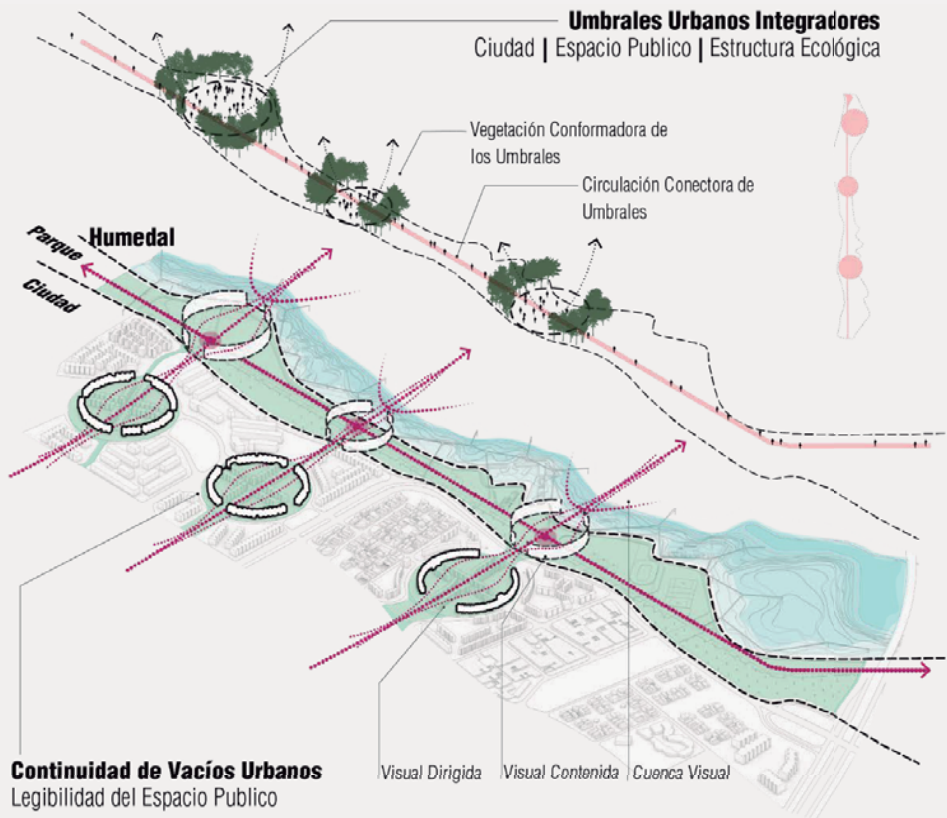 Umbrales Urbanos Integradores
Ciudad | Espacio Publico | Estructura Ecológica
Vegetación Conformadora de
los Umbrales
Circulación Conectora de
Umbrales
Parque
Humedal
Ciudad
Continuidad de Vacíos Urbanos
Legibilidad del Espacio Publico
Visual Dirigida
Visual Contenida
Cuenca Visual